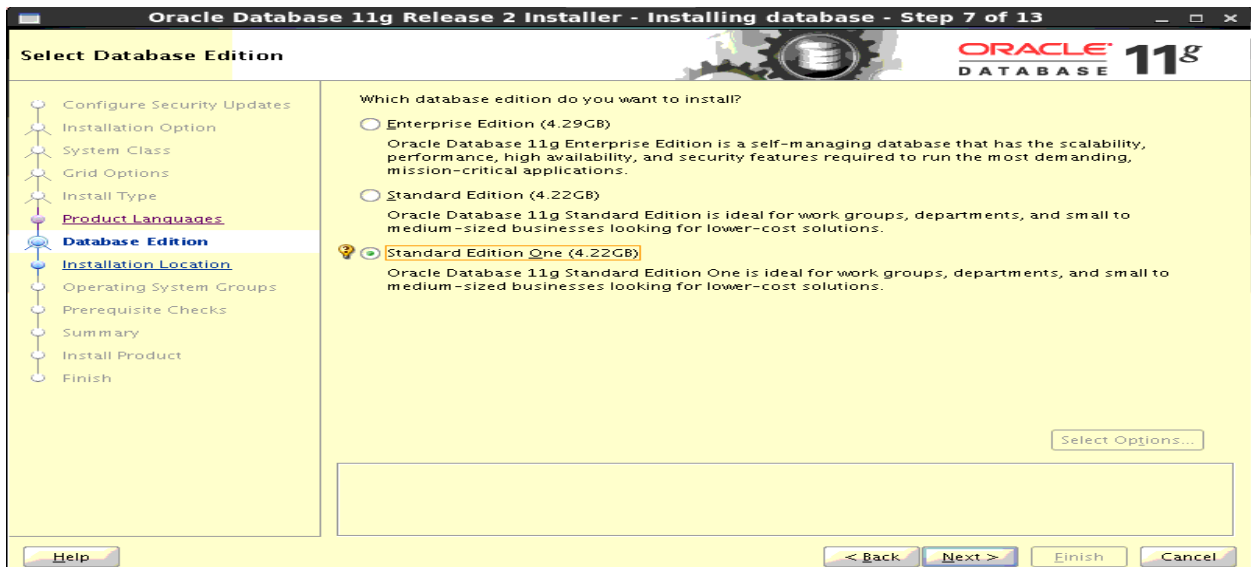 Oracle Database 11g Release 2 Installer - Installing database - Step 7 of 13
Select Database Edition
ORACLE
DATABASE
11g
Configure Security Updates
Installation Option
System Class
Grid Options
Install Type
Product Languages
Database Edition
Installation Location
Operating System Groups
Prerequisite Checks
Summary
Install Product
Finish
Which database edition do you want to install?
Enterprise Edition (4.29GB)
Oracle Database 11g Enterprise Edition is a self-managing database that has the scalability,
performance, high availability, and security features required to run the most demanding,
mission-critical applications.
Standard Edition (4.22GB)
Oracle Database 11g Standard Edition is ideal for work groups, departments, and small to
medium-sized businesses looking for lower-cost solutions.
Standard Edition One (4.22GB)
Oracle Database 11g Standard Edition One is ideal for work groups, departments, and small to
medium-sized businesses looking for lower-cost solutions.
Select Options...
Help
< Back
Next >
Finish
Cancel